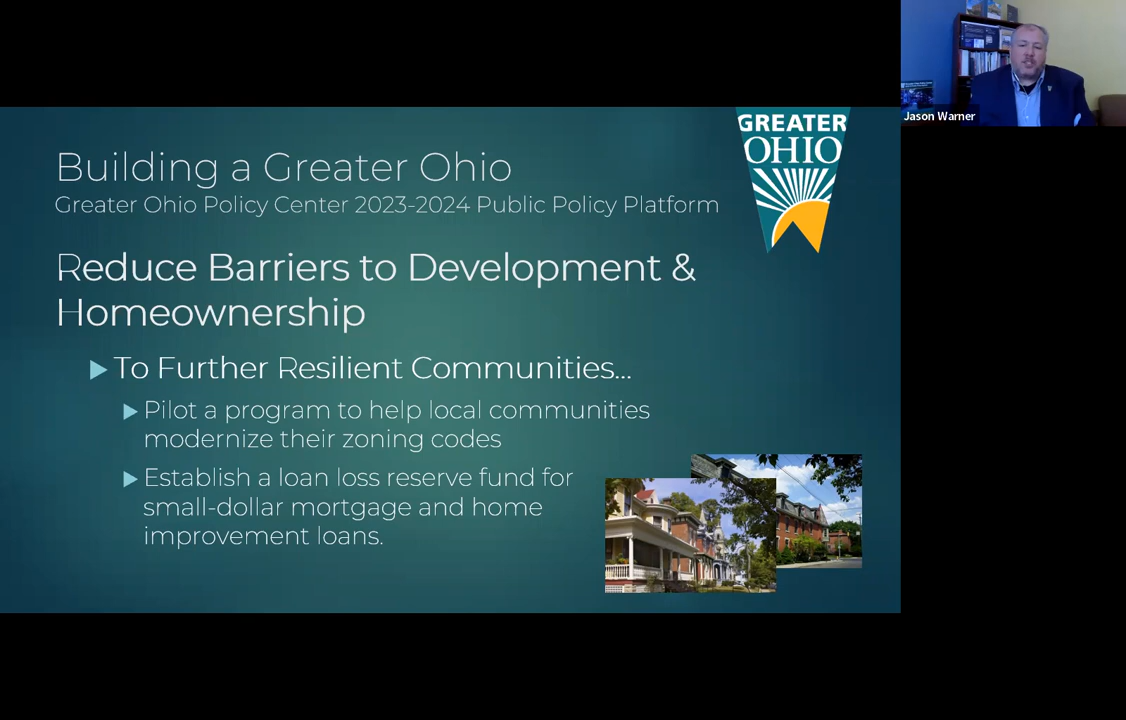 GREATER
OHIO
Building a Greater Ohio
Greater Ohio Policy Center 2023-2024 Public Policy Platform
Reduce Barriers to Development &
Homeownership
To Further Resilient Communities...
Pilot a program to help local communities
modernize their zoning codes
Establish a loan loss reserve fund for
small-dollar mortgage and home
improvement loans.
Jason Warner